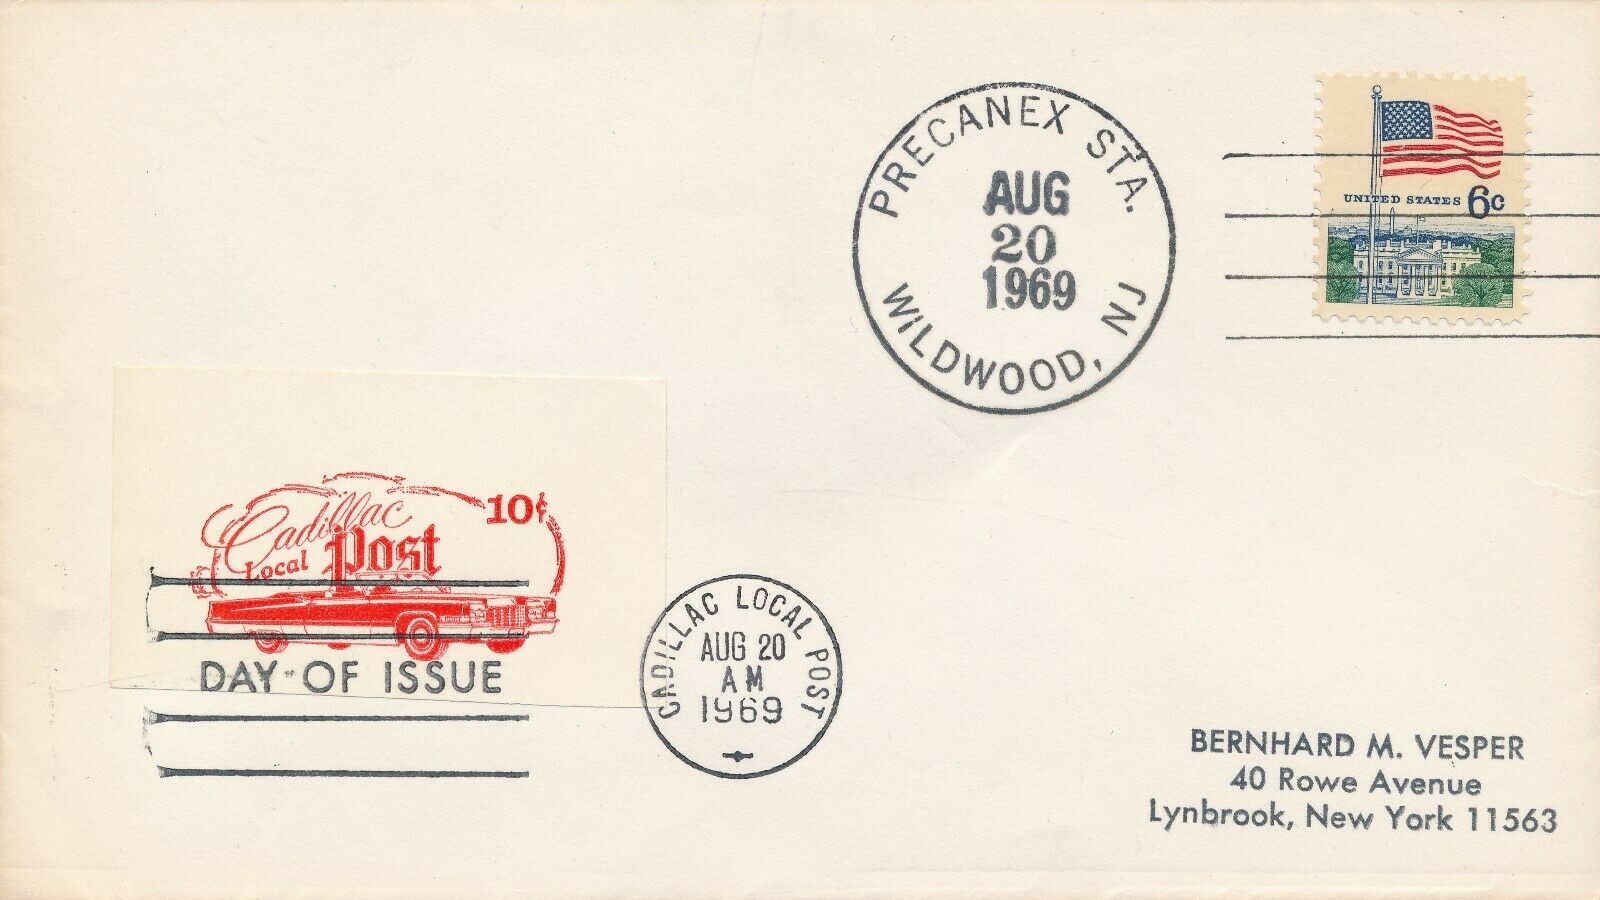 PRECANEX STA.
AUG
20
1969
WILDWOOD, NJ
UNITED STATES 6c
Cadillac
Local Post
10¢
DAY OF ISSUE
CADILLAC LOCAL POST
AUG 20
AM
1969
BERNHARD M. VESPER
40 Rowe Avenue
Lynbrook, New York 11563